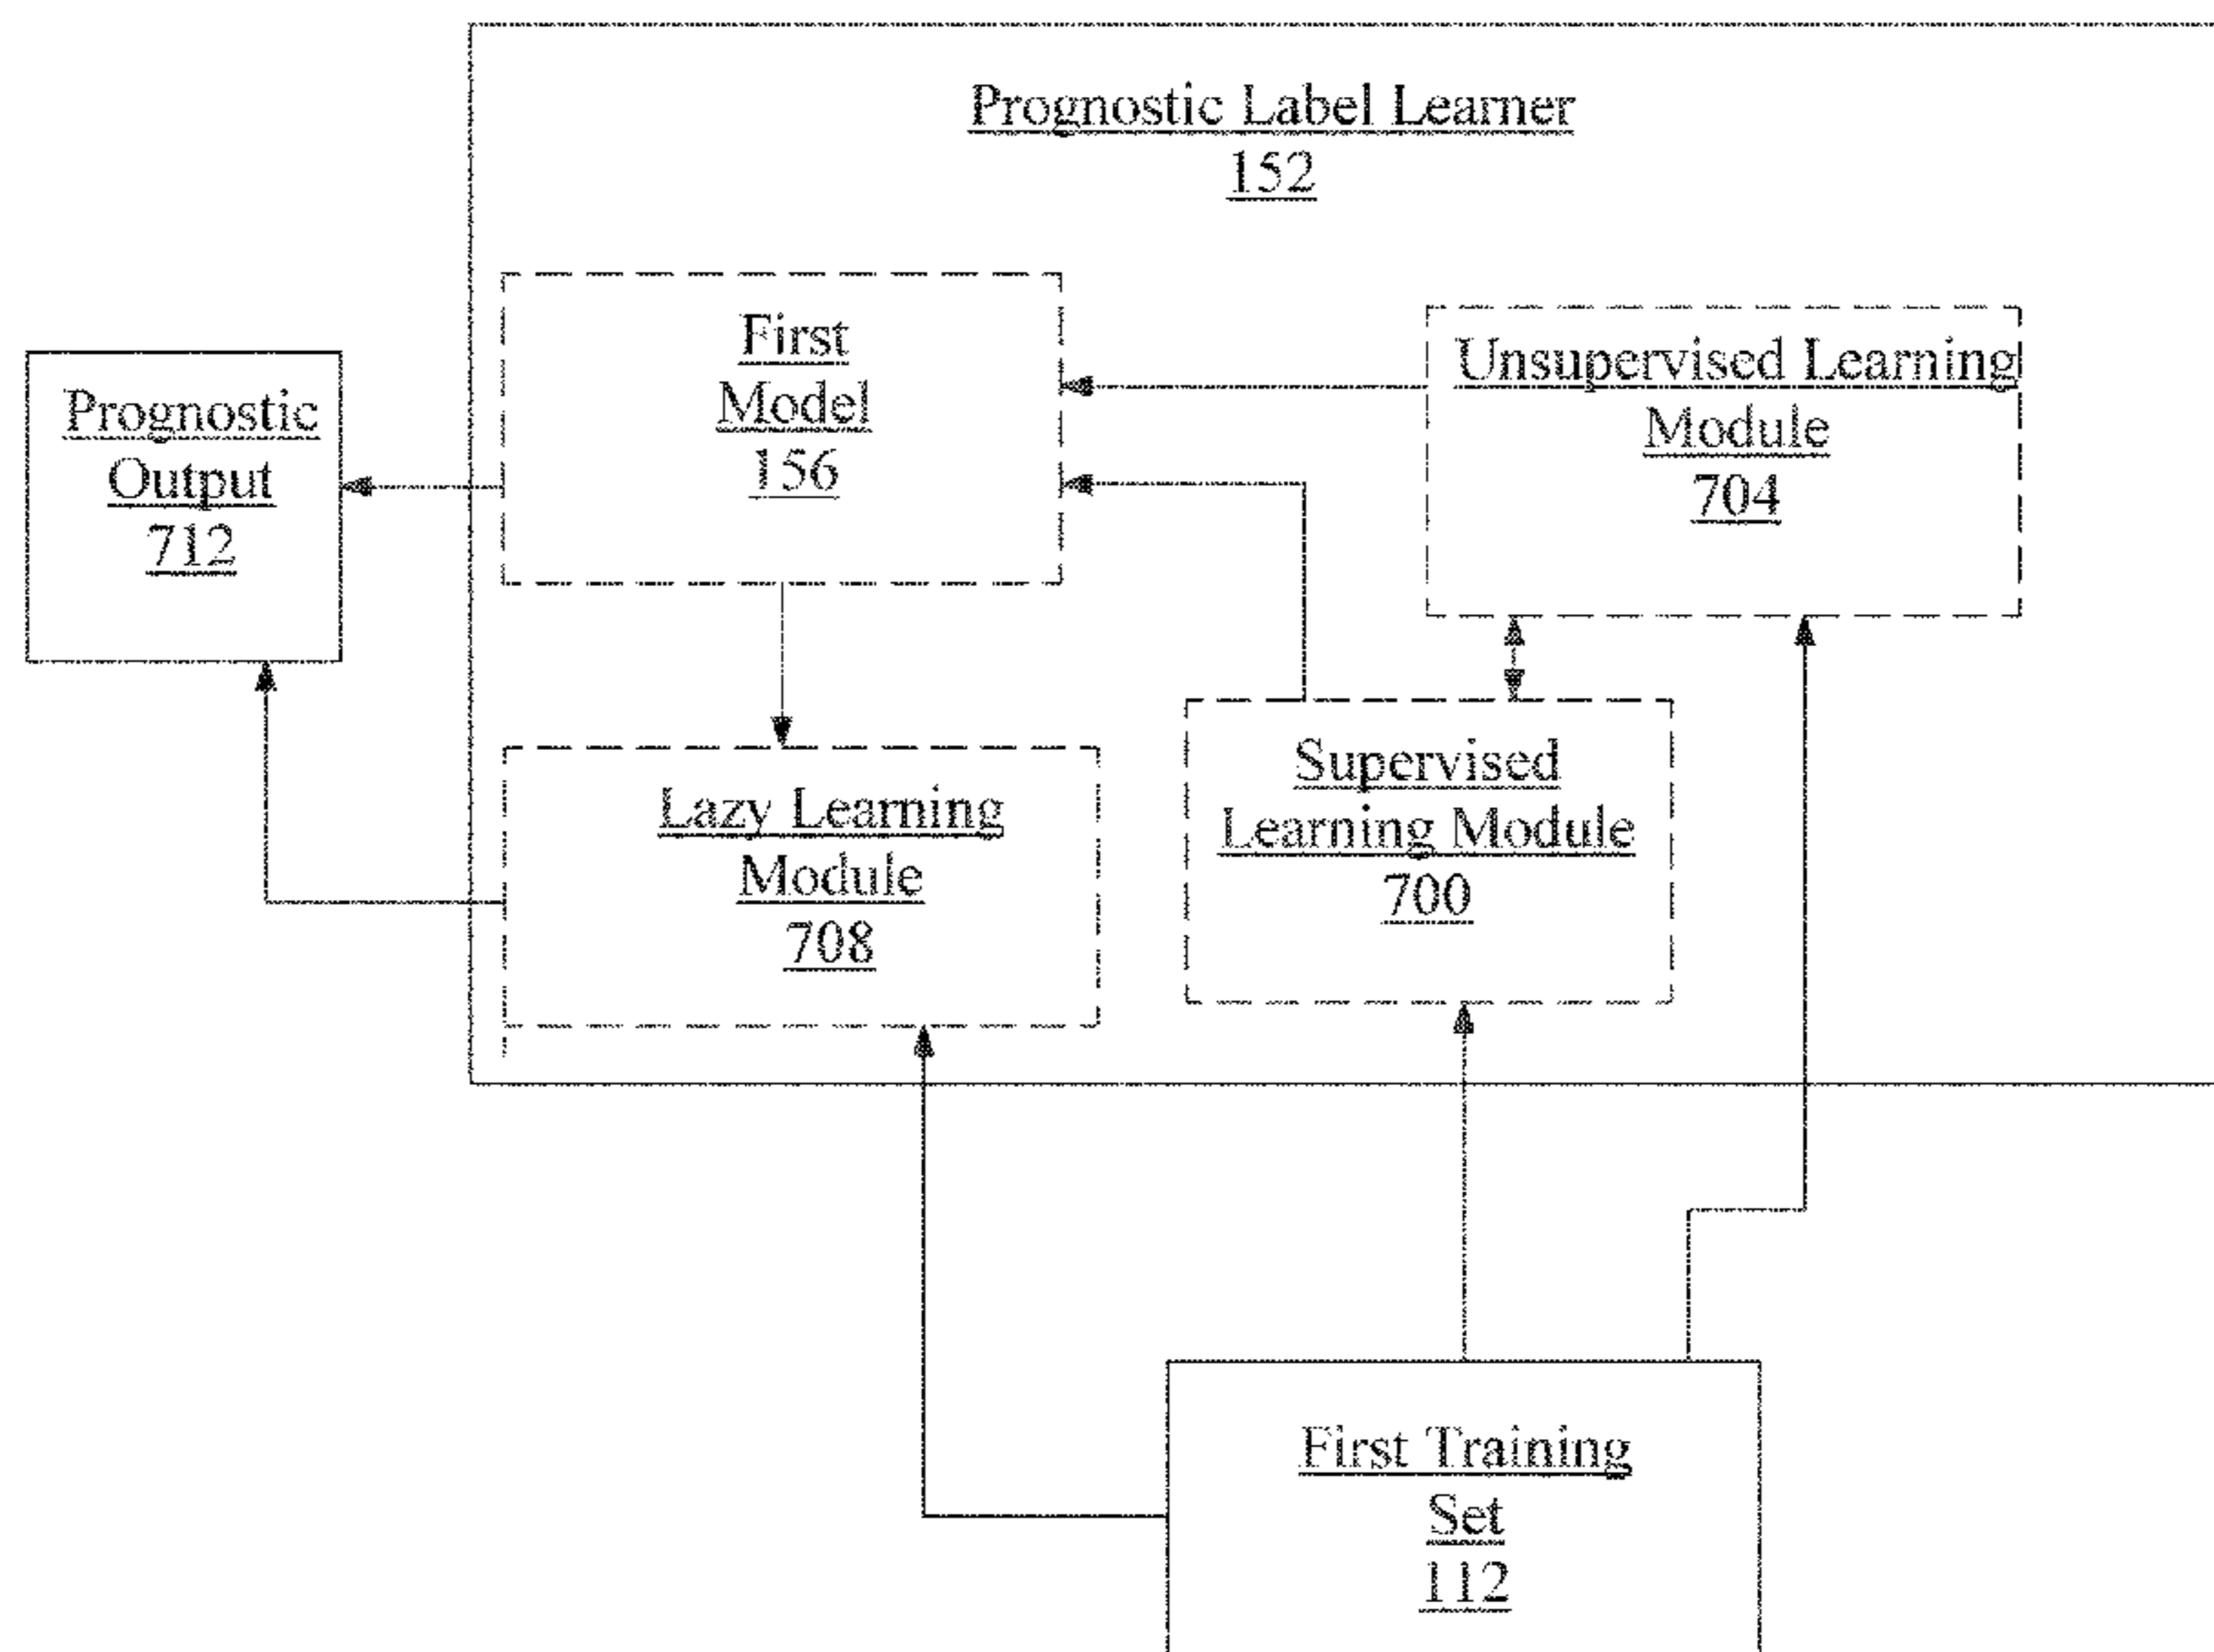 Prognostic Label Learner
152
First
Model
156
Unsupervised Learning
Module
704
Prognostic
Output
712
Supervised
Learning Module
700
Lazy Learning
Module
708
First Training
Set
112